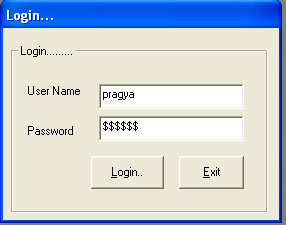 Login...
Login.........
User Name pragya
Password $$$$$$
Login.. Exit